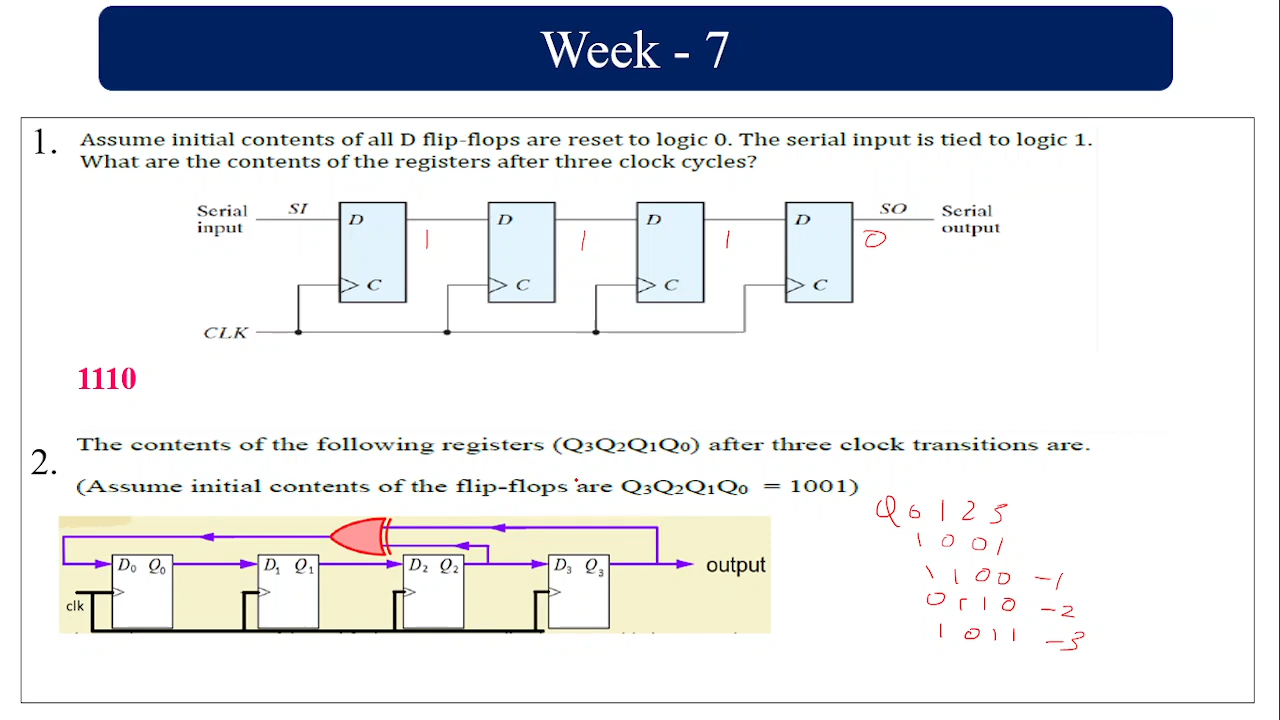 Week - 7
1. Assume initial contents of all D flip-flops are reset to logic 0. The serial input is tied to logic 1.
What are the contents of the registers after three clock cycles?
Serial input SI D C D C D C D C SO Serial output
1 1 1 0
CLK
1110
2. The contents of the following registers (Q₃Q₂Q₁Q₀) after three clock transitions are.
(Assume initial contents of the flip-flops are Q₃Q₂Q₁Q₀ = 1001)
D₀ Q₀ D₁ Q₁ D₂ Q₂ D₃ Q₃ output
clk
Q 0 1 2 3
1 0 0 1
1 1 0 0 -1
0 1 1 0 -2
1 0 1 1 -3